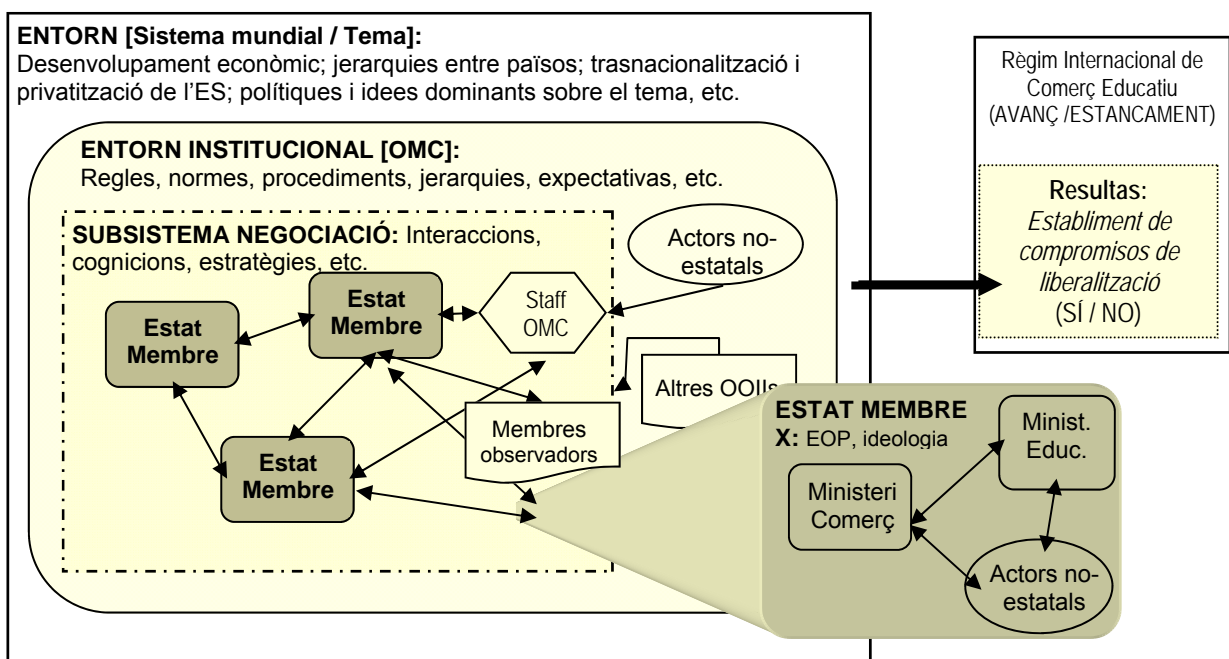 ENTORN [Sistema mundial / Tema]:
Desenvolupament econòmic; jerarquies entre països; trasnacionalització i
privatització de l'ES; polítiques i idees dominants sobre el tema, etc.
ENTORN INSTITUCIONAL [OMC]:
Regles, normes, procediments, jerarquies, expectatives, etc.
SUBSISTEMA NEGOCIACIÓ: Interaccions,
cognicions, estratègies, etc.
Estat
Membre
Estat
Membre
Estat
Membre
Staff
OMC
Actors no-
estatals
Altres OOIIs
Membres
observadors
ESTAT MEMBRE
X: EOP, ideologia
Minist.
Educ.
Ministeri
Comerç
Actors no-
estatals
Règim Internacional de
Comerç Educatiu
(AVANÇ /ESTANCAMENT)
Resultas:
Establiment de
compromisos de
liberalització
(SÍ / NO)